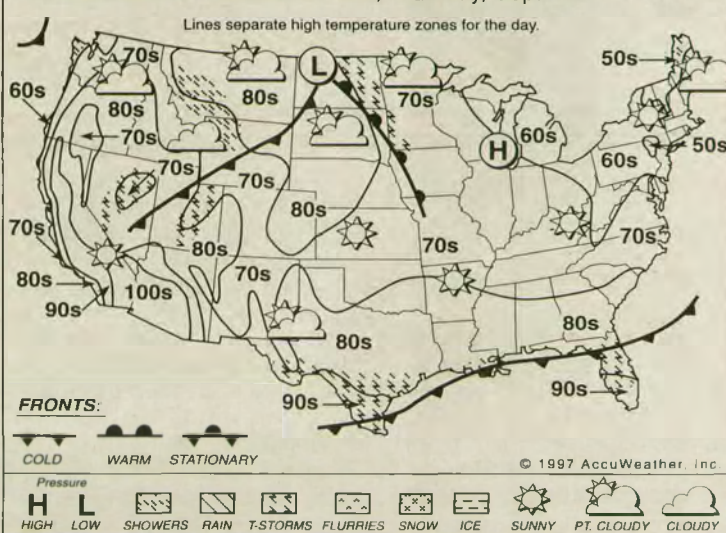 Lines separate high temperature zones for the day.
50s
70s
L
60s
80s
80s
70s
60s
70s
H
60s
50s
70s
70s
80s
70s
70s
80s
70s
70s
80s
90s
100s
80s
80s
90s
90s
FRONTS:
COLD WARM STATIONARY
© 1997 AccuWeather, Inc.
Pressure
H L
HIGH LOW SHOWERS RAIN T-STORMS FLURRIES SNOW ICE SUNNY PT. CLOUDY CLOUDY